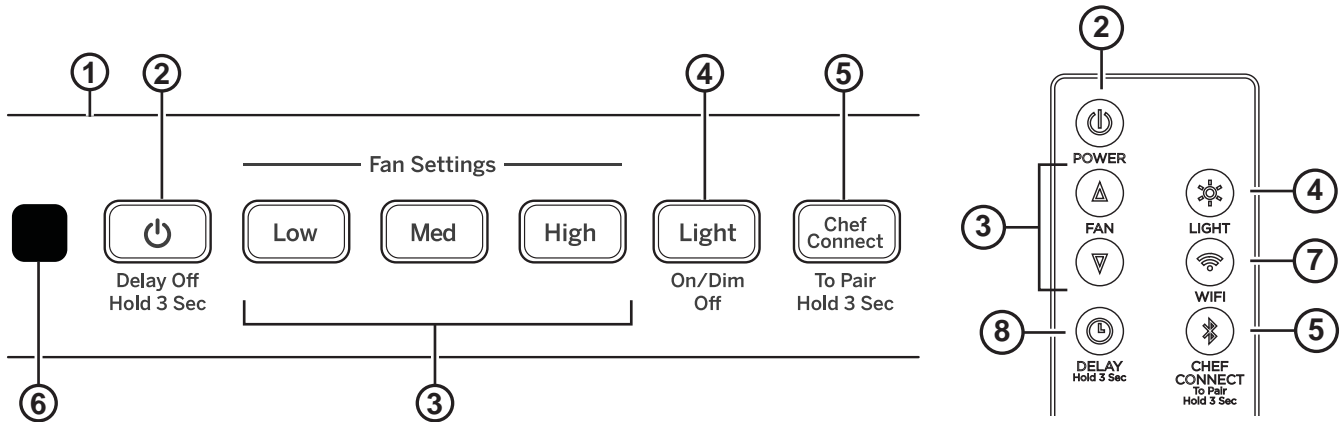 1
2
4
5
Fan Settings
Low
Med
High
Light
Chef
Connect
Delay Off
Hold 3 Sec
On/Dim
Off
To Pair
Hold 3 Sec
6
3
2
POWER
3
FAN
4
LIGHT
7
WIFI
8
DELAY
Hold 3 Sec
5
CHEF
CONNECT
To Pair
Hold 3 Sec